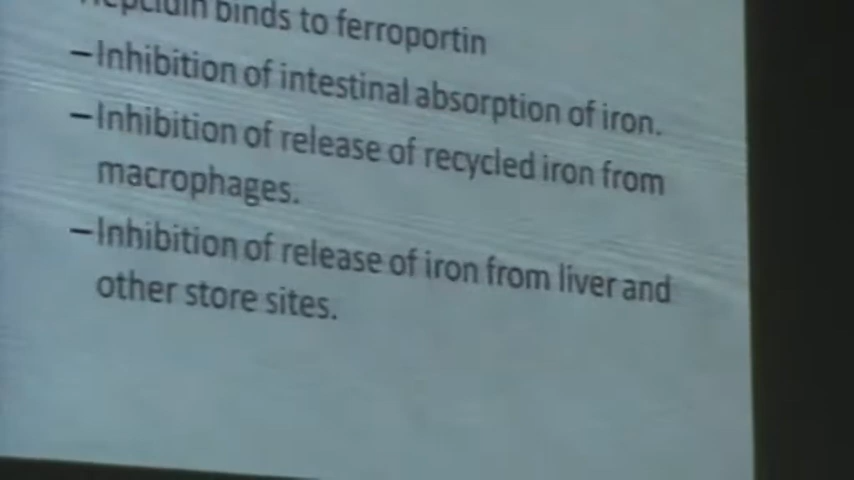 Hepcidin binds to ferroportin
–Inhibition of intestinal absorption of iron.
–Inhibition of release of recycled iron from
macrophages.
–Inhibition of release of iron from liver and
other store sites.